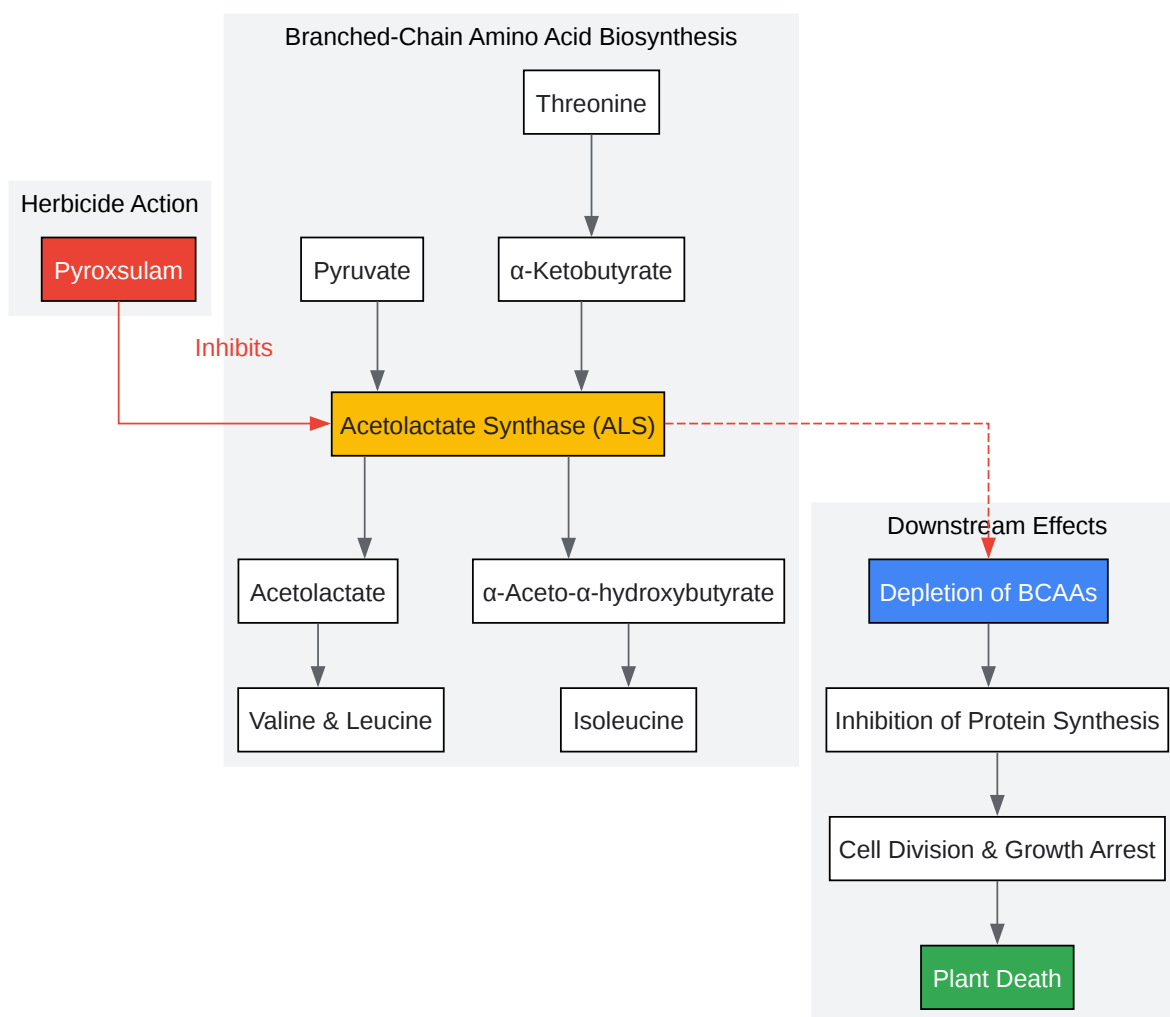 Branched-Chain Amino Acid Biosynthesis
Threonine
Herbicide Action
Pyroxsulam
Pyruvate
α-Ketobutyrate
Inhibits
Acetolactate Synthase (ALS)
Downstream Effects
Acetolactate
α-Aceto-α-hydroxybutyrate
Depletion of BCAAs
Valine & Leucine
Isoleucine
Inhibition of Protein Synthesis
Cell Division & Growth Arrest
Plant Death